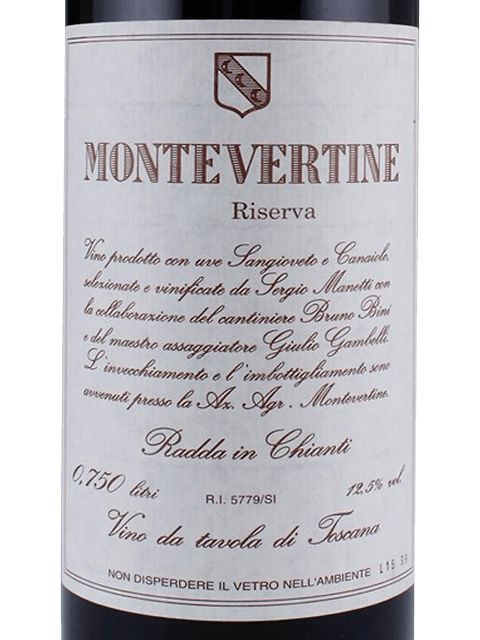 MONTEVERTINE
Riserva
Vino prodotto con uve Sangioveto e Canaiolo,
selezionate e vinificate da Sergio Manetti con
la collaborazione del cantiniere Bruno Bini
e del maestro assaggiatore Giulio Gambelli.
L'invecchiamento e l'imbottigliamento sono
avvenuti presso la Az. Agr. Montevertine.
Radda in Chianti
0,750 litri R.I. 5779/SI 12,5% vol.
Vino da tavola di Toscana
NON DISPERDERE IL VETRO NELL'AMBIENTE